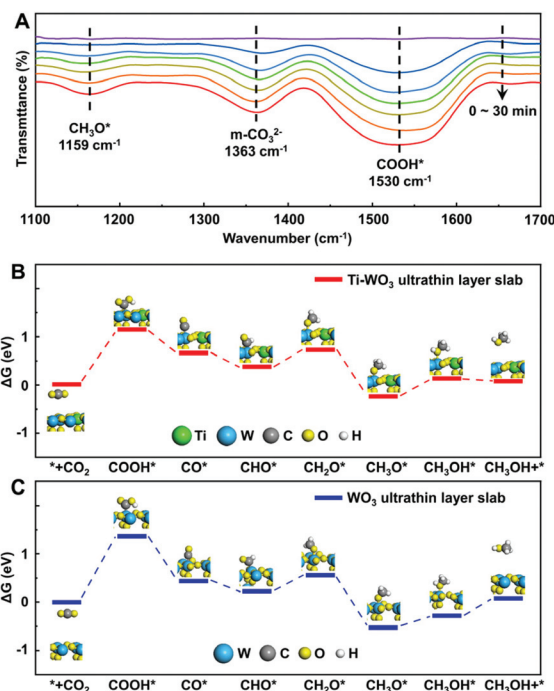 A
Transmttance (%)
CH₃O*
1159 cm⁻¹
m-CO₃²⁻
1363 cm⁻¹
COOH*
1530 cm⁻¹
0 ~ 30 min
1100 1200 1300 1400 1500 1600 1700
Wavenumber (cm⁻¹)
B
Ti-WO₃ ultrathin layer slab
ΔG (eV)
1
0
-1
Ti W C O H
*+CO₂ COOH* CO* CHO* CH₂O* CH₃O* CH₃OH* CH₃OH+*
C
WO₃ ultrathin layer slab
ΔG (eV)
1
0
-1
W C O H
*+CO₂ COOH* CO* CHO* CH₂O* CH₃O* CH₃OH* CH₃OH+*